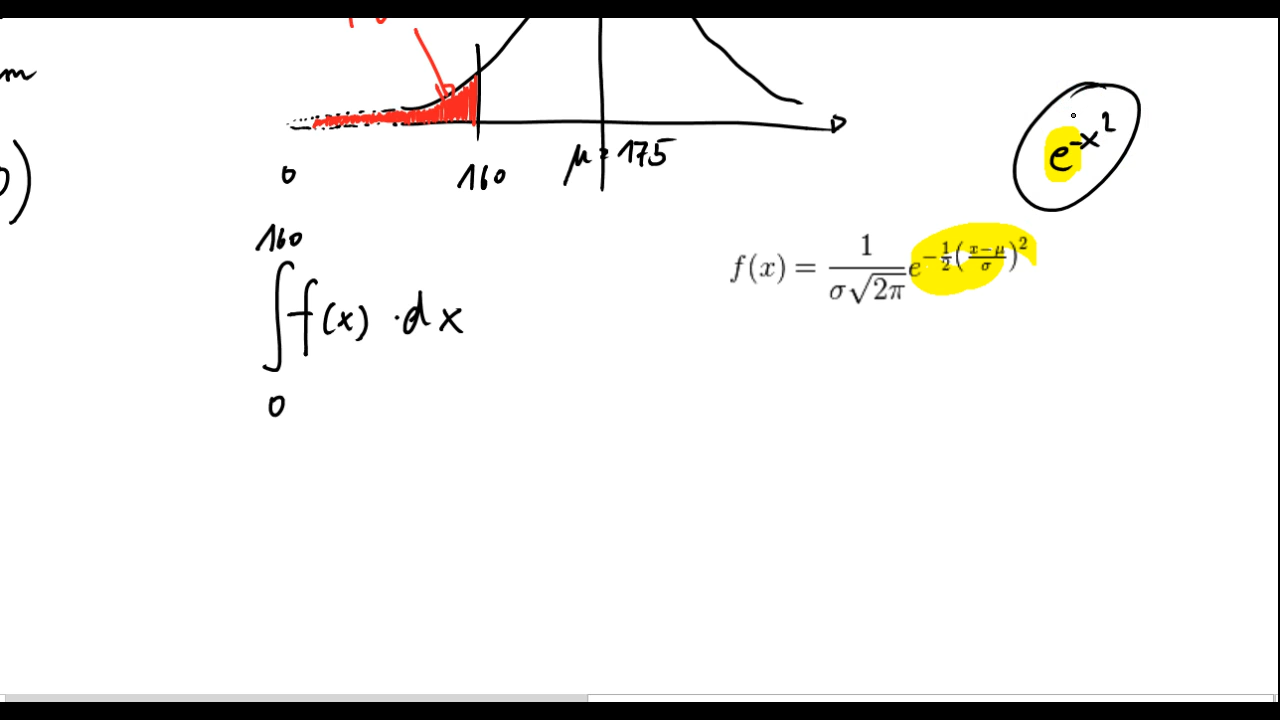 m
)
0 160 μ = 175
e^-x^2
160
∫ f(x) · dx
0
f(x) = 1/(σ√2π) e^(-1/2((x-μ)/σ)^2)